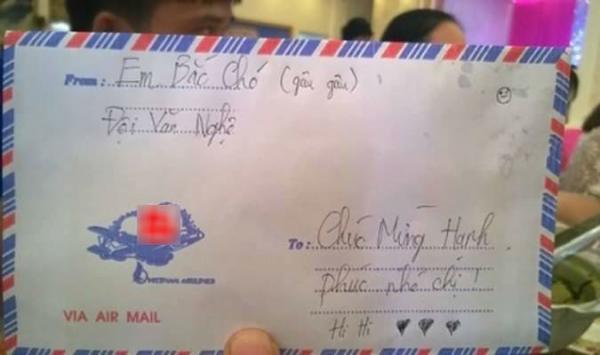 From: Em Bắc Chó (gâu gâu)
Đội Văn Nghệ
VIETNAM AIRLINES
To: Chúc Mừng Hạnh
phúc nhé chị!
Hi Hi
VIA AIR MAIL